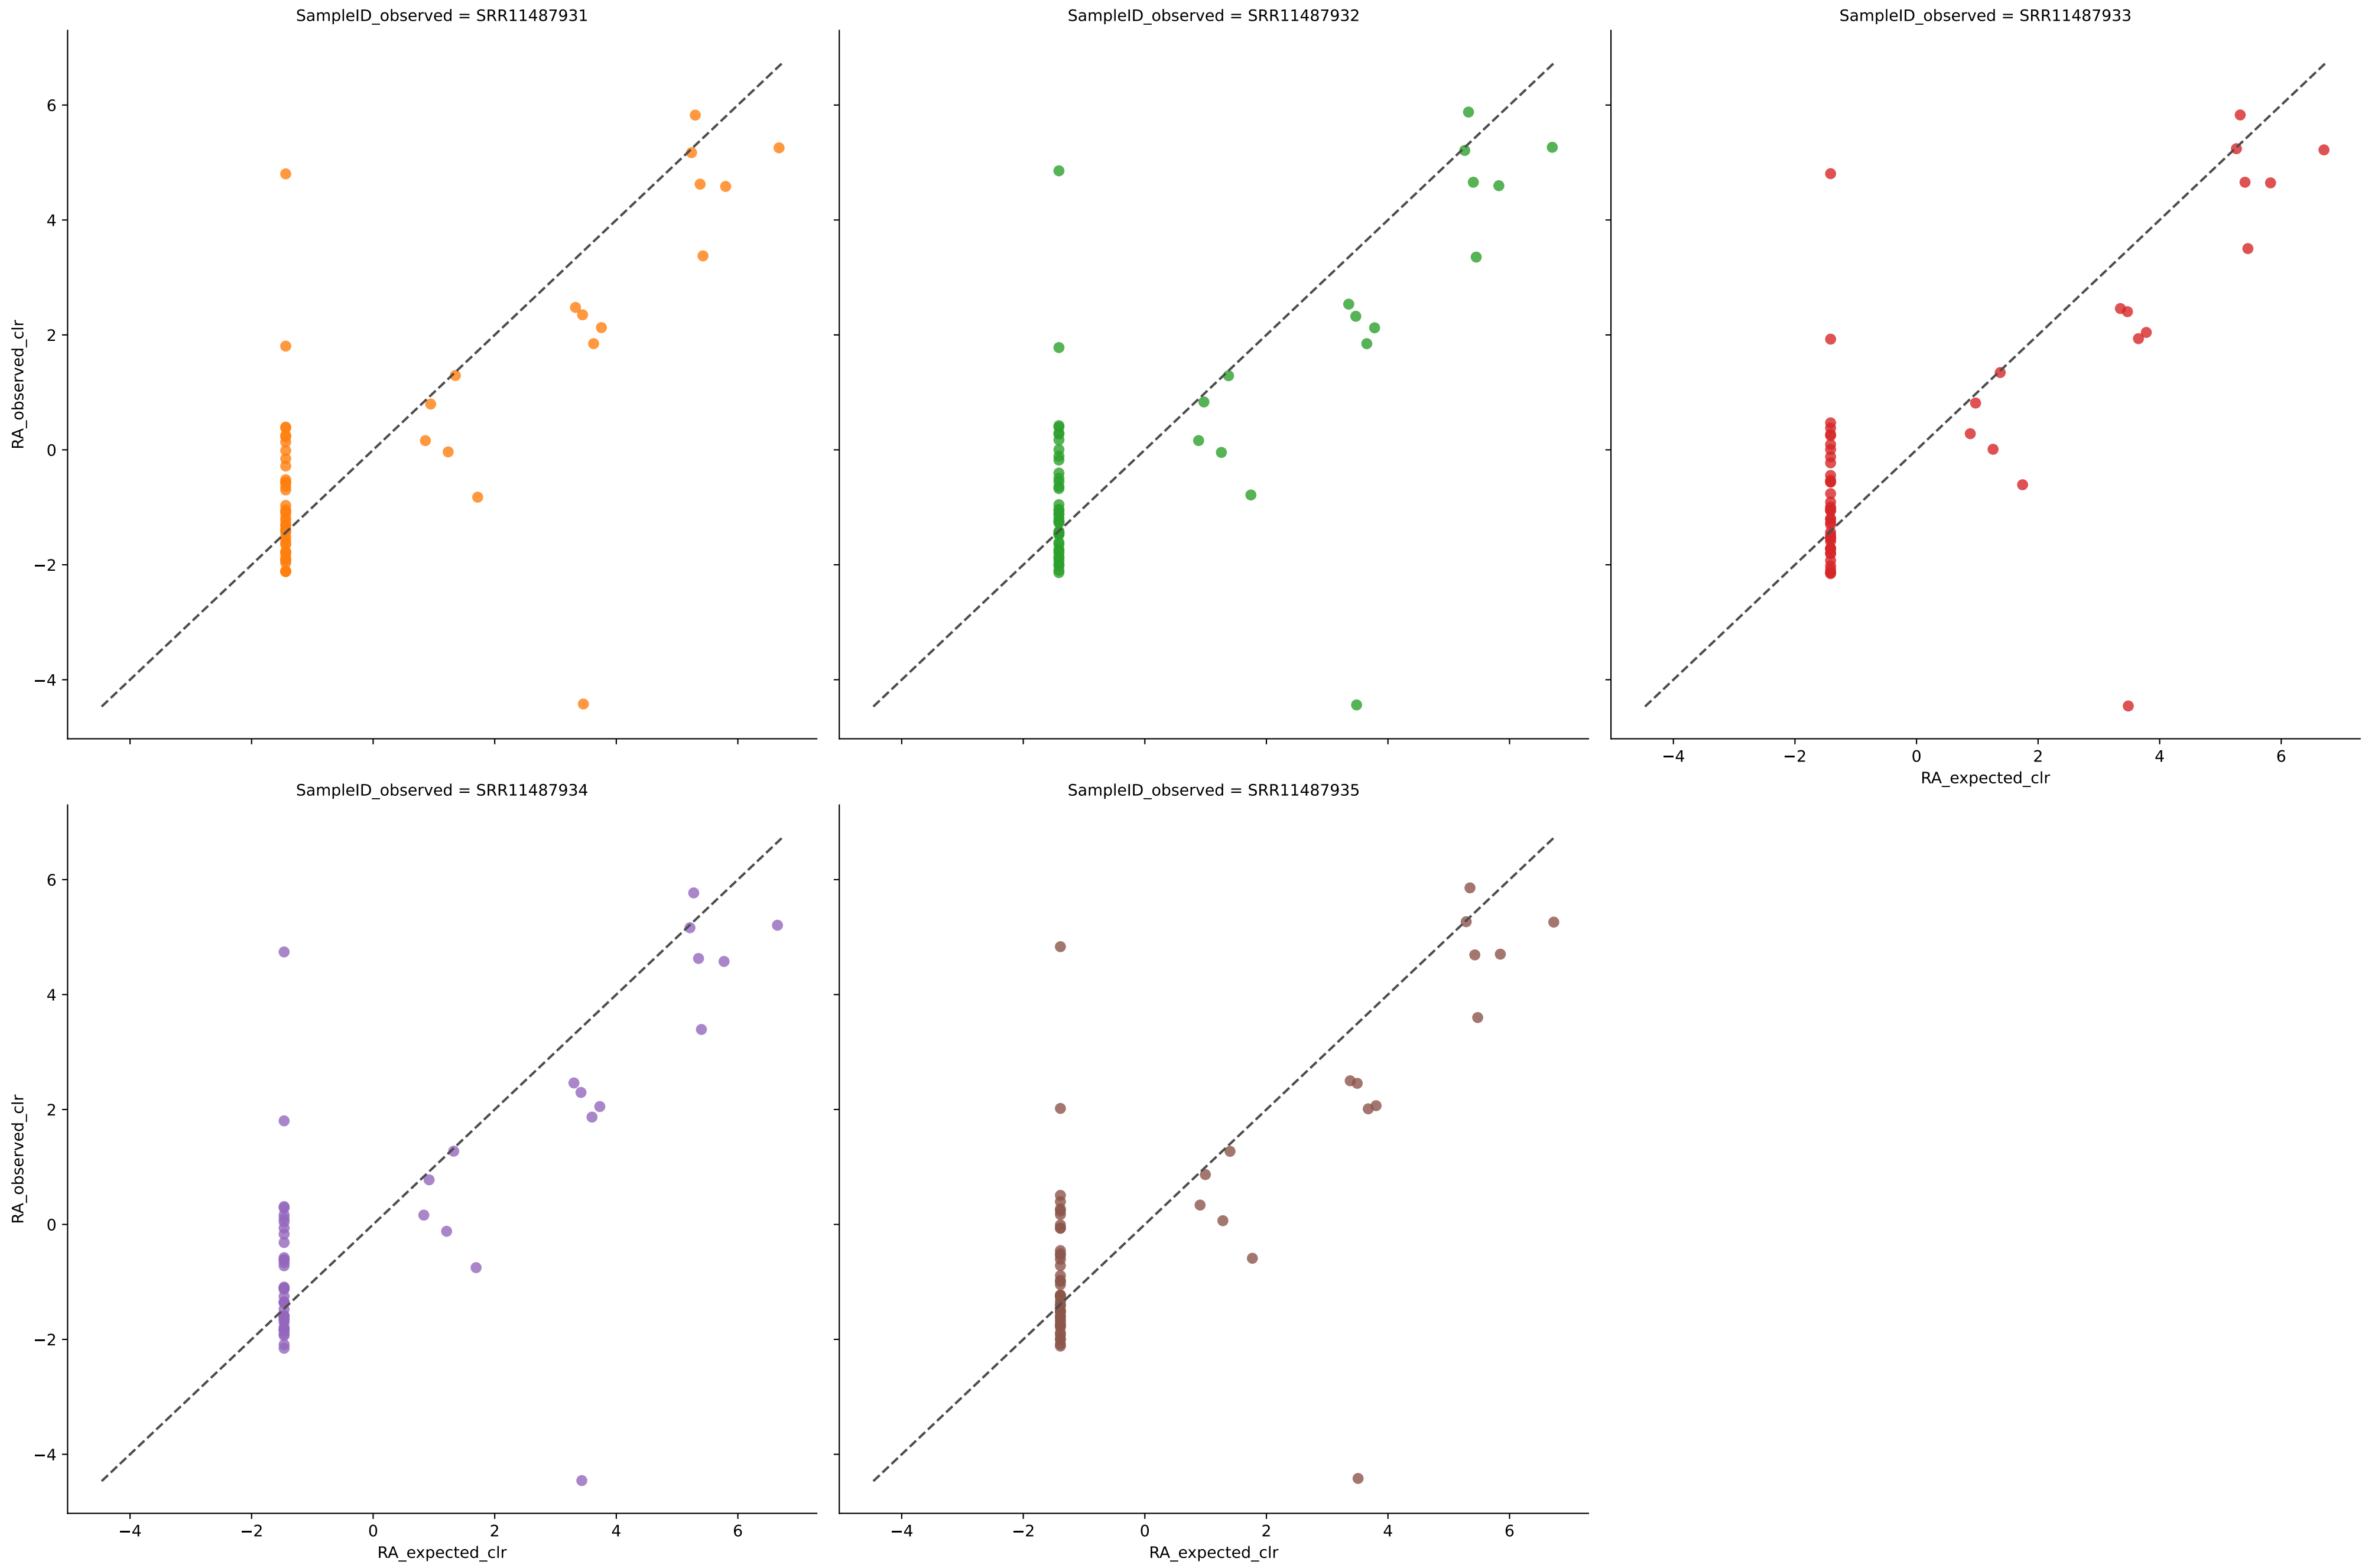 SampleID_observed = SRR11487931
SampleID_observed = SRR11487932
SampleID_observed = SRR11487933
RA_observed_clr
6
4
2
0
−2
−4
−4 −2 0 2 4 6
RA_expected_clr
SampleID_observed = SRR11487934
SampleID_observed = SRR11487935
RA_observed_clr
6
4
2
0
−2
−4
−4 −2 0 2 4 6
−4 −2 0 2 4 6
RA_expected_clr
RA_expected_clr